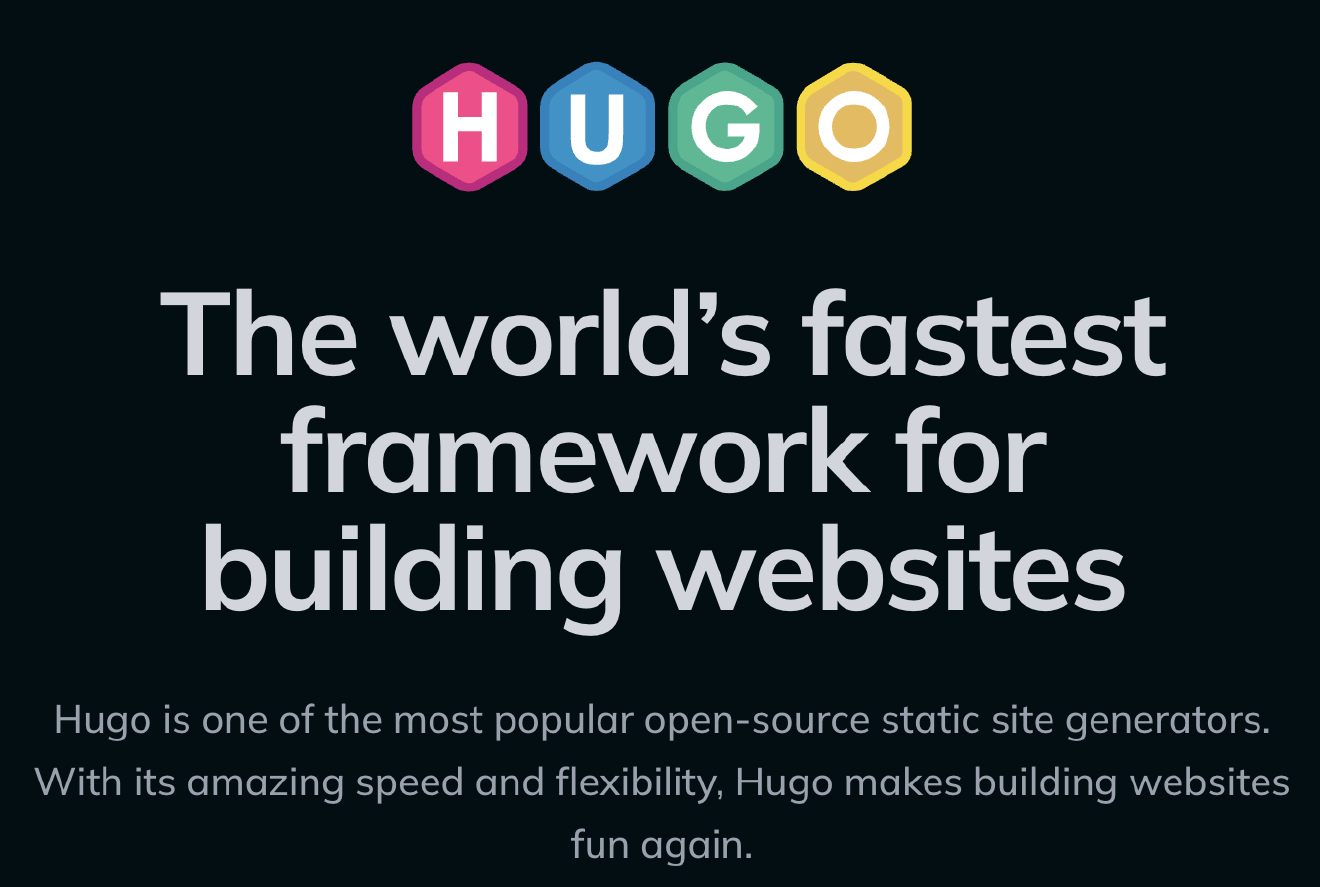 HUGO
The world’s fastest
framework for
building websites
Hugo is one of the most popular open-source static site generators.
With its amazing speed and flexibility, Hugo makes building websites
fun again.